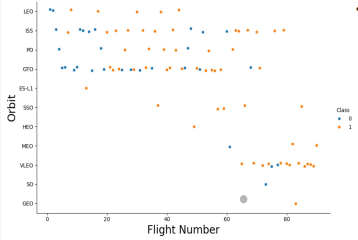 LEO
ISS
PO
GTO
ES-L1
SSO
HEO
MEO
VLEO
SO
GEO
Orbit
0
20
40
60
80
Flight Number
Class
0
1